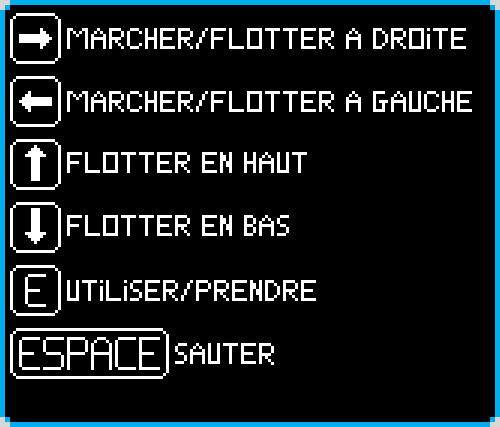 → MARCHER/FLOTTER A DROiTE
← MARCHER/FLOTTER A GAUCHE
↑ FLOTTER EN HAUT
↓ FLOTTER EN BAS
E UTiLiSER/PRENDRE
ESPACE SAUTER